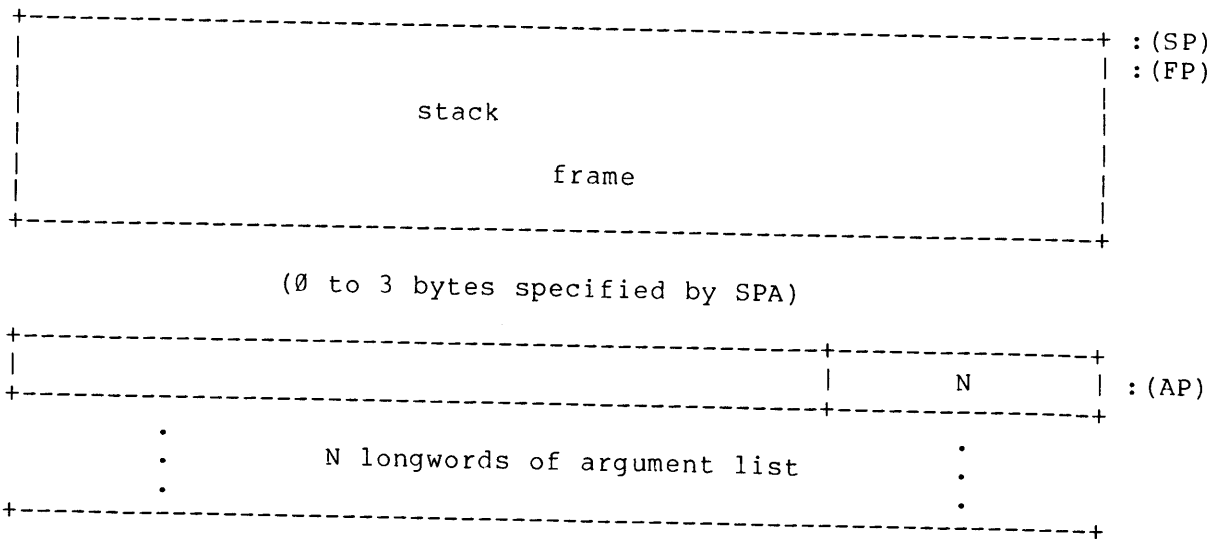 :(SP)
:(FP)
stack
frame
(Ø to 3 bytes specified by SPA)
N :(AP)
N longwords of argument list